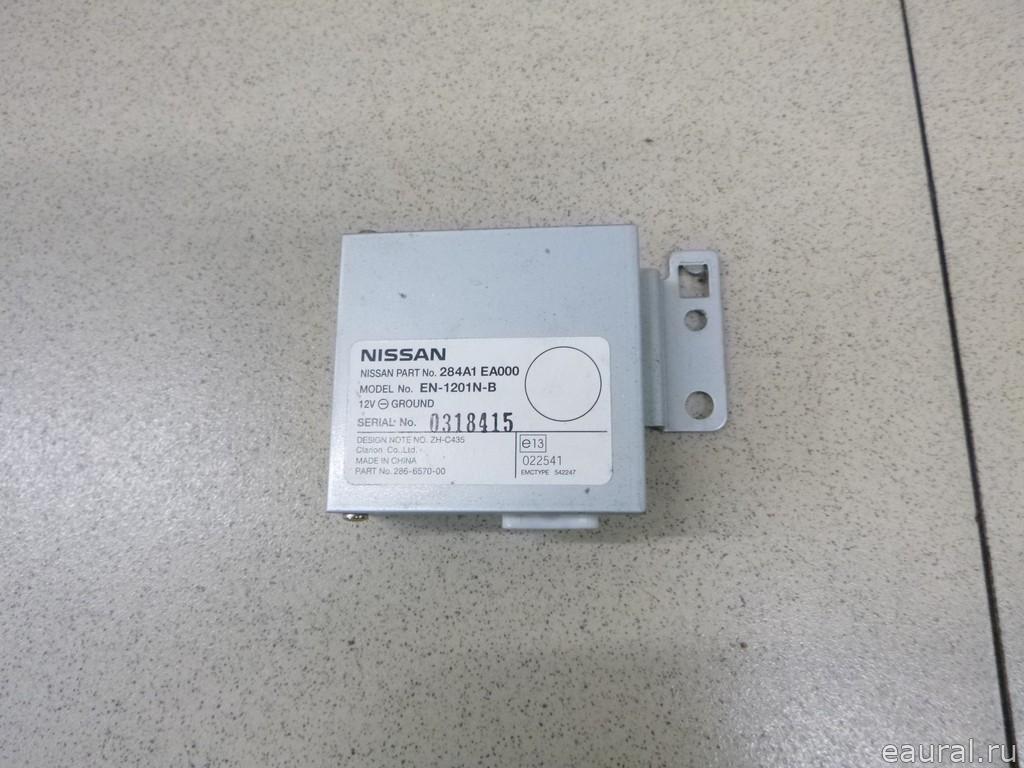 NISSAN
NISSAN PART No. 284A1 EA000
MODEL No. EN-1201N-B
12V ⊖ GROUND
SERIAL No. 0318415
DESIGN NOTE NO. ZH-C435
Clarion Co.,Ltd.
MADE IN CHINA
PART No. 286-6570-00
e13
022541
EMCTYPE 542247
eaural.ru